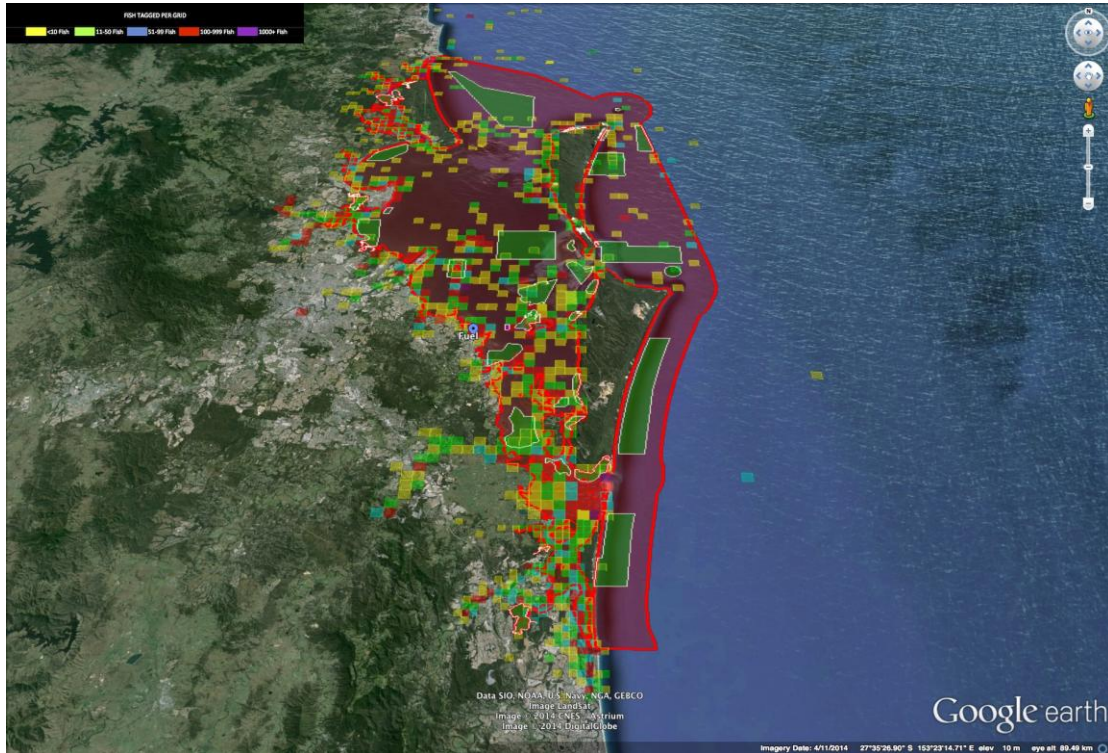 FISH TAGGED PER GRID
<10 Fish 11-50 Fish 51-99 Fish 100-999 Fish 1000+ Fish
N
Fuel
Data SIO, NOAA, U.S. Navy, NGA, GEBCO
Image Landsat
Image © 2014 CNES / Astrium
Image © 2014 DigitalGlobe
Google earth
Imagery Date: 4/11/2014 27°35'26.90" S 153°23'14.71" E elev 10 m eye alt 89.49 km